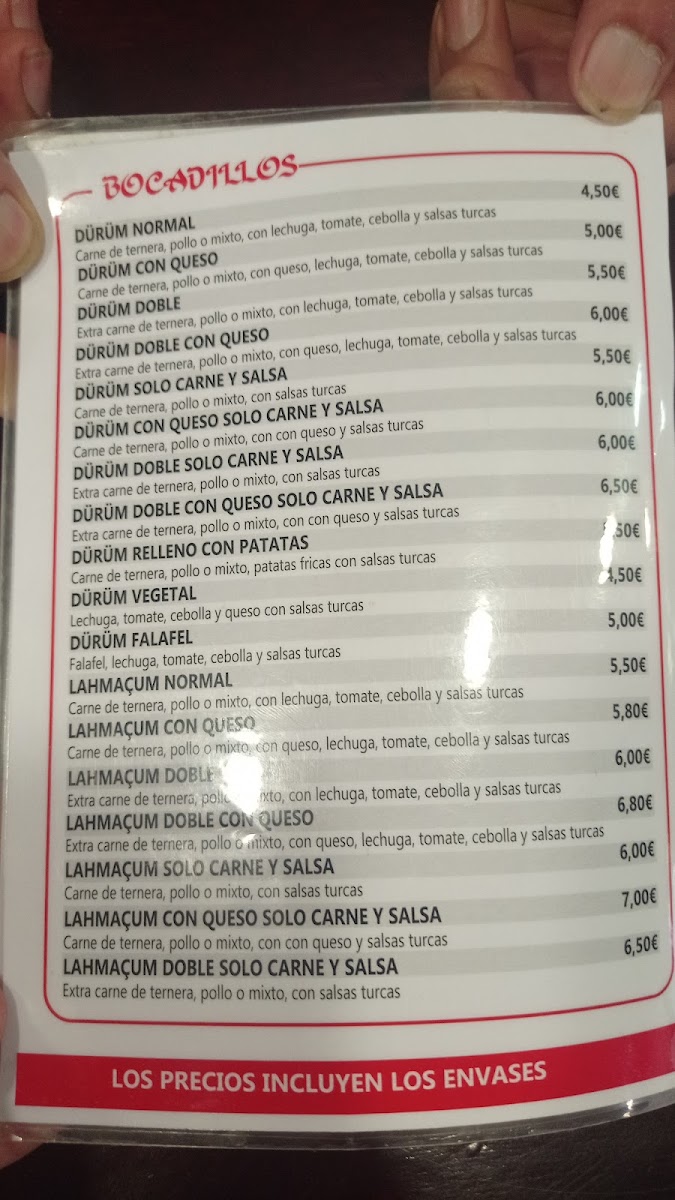 BOCADILLOS
DÜRÜM NORMAL 4,50€
Carne de ternera, pollo o mixto, con lechuga, tomate, cebolla y salsas turcas
DÜRÜM CON QUESO 5,00€
Carne de ternera, pollo o mixto, con queso, lechuga, tomate, cebolla y salsas turcas
DÜRÜM DOBLE 5,50€
Extra carne de ternera, pollo o mixto, con lechuga, tomate, cebolla y salsas turcas
DÜRÜM DOBLE CON QUESO 6,00€
Extra carne de ternera, pollo o mixto, con queso, lechuga, tomate, cebolla y salsas turcas
DÜRÜM SOLO CARNE Y SALSA 5,50€
Carne de ternera, pollo o mixto, con salsas turcas
DÜRÜM CON QUESO SOLO CARNE Y SALSA 6,00€
Carne de ternera, pollo o mixto, con con queso y salsas turcas
DÜRÜM DOBLE SOLO CARNE Y SALSA 6,00€
Extra carne de ternera, pollo o mixto, con salsas turcas
DÜRÜM DOBLE CON QUESO SOLO CARNE Y SALSA 6,50€
Extra carne de ternera, pollo o mixto, con con queso y salsas turcas
DÜRÜM RELLENO CON PATATAS
Carne de ternera, pollo o mixto, patatas fricas con salsas turcas
DÜRÜM VEGETAL 4,50€
Lechuga, tomate, cebolla y queso con salsas turcas
DÜRÜM FALAFEL 5,00€
Falafel, lechuga, tomate, cebolla y salsas turcas
LAHMAÇUM NORMAL 5,50€
Carne de ternera, pollo o mixto, con lechuga, tomate, cebolla y salsas turcas
LAHMAÇUM CON QUESO 5,80€
Carne de ternera, pollo o mixto, con queso, lechuga, tomate, cebolla y salsas turcas
LAHMAÇUM DOBLE 6,00€
Extra carne de ternera, pollo o mixto, con lechuga, tomate, cebolla y salsas turcas
LAHMAÇUM DOBLE CON QUESO 6,80€
Extra carne de ternera, pollo o mixto, con queso, lechuga, tomate, cebolla y salsas turcas
LAHMAÇUM SOLO CARNE Y SALSA 6,00€
Carne de ternera, pollo o mixto, con salsas turcas
LAHMAÇUM CON QUESO SOLO CARNE Y SALSA 7,00€
Carne de ternera, pollo o mixto, con con queso y salsas turcas
LAHMAÇUM DOBLE SOLO CARNE Y SALSA 6,50€
Extra carne de ternera, pollo o mixto, con salsas turcas
LOS PRECIOS INCLUYEN LOS ENVASES